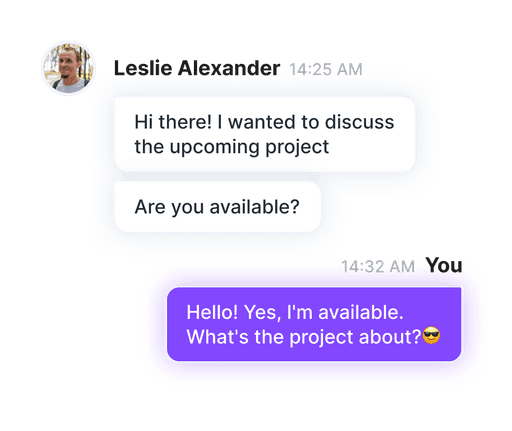 Leslie Alexander 14:25 AM
Hi there! I wanted to discuss
the upcoming project
Are you available?
14:32 AM You
Hello! Yes, I'm available.
What's the project about?😎